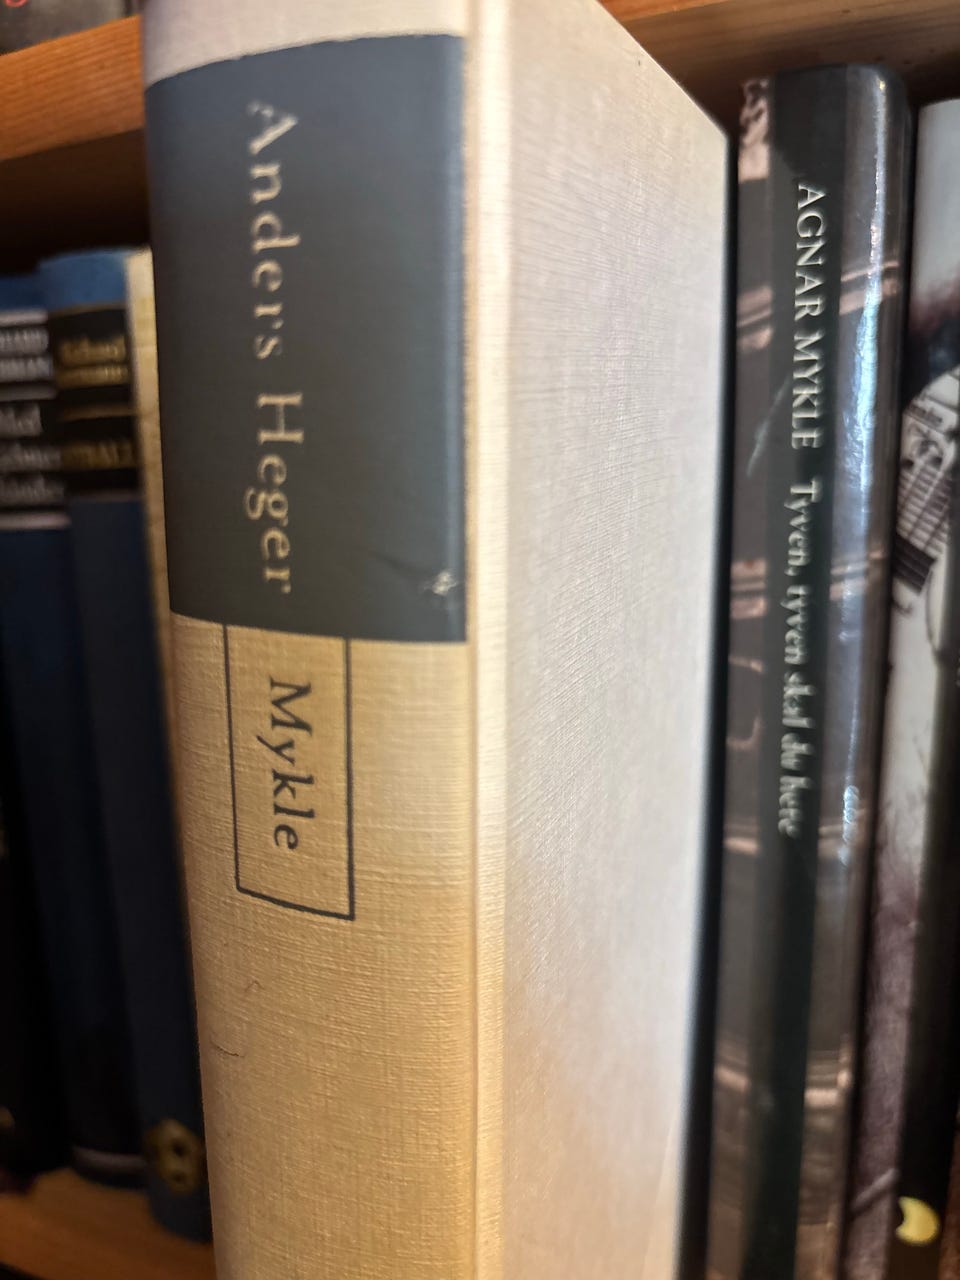 Anders Heger
Mykle
AGNAR MYKLE Tyven, tyven skal du hete